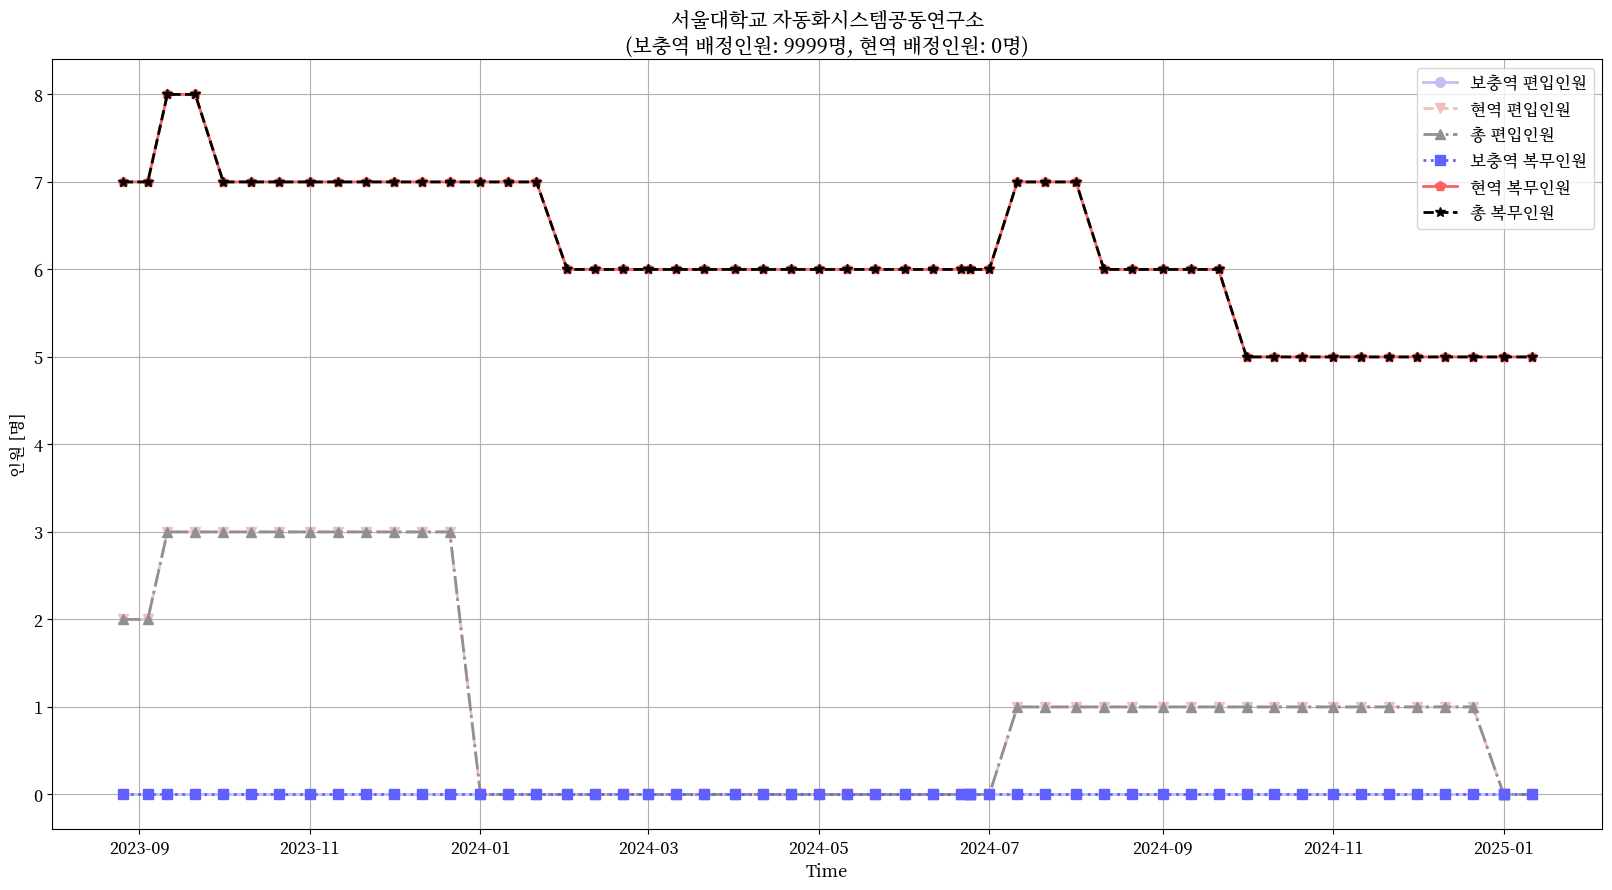 서울대학교 자동화시스템공동연구소
(보충역 배정인원: 9999명, 현역 배정인원: 0명)
보충역 편입인원
현역 편입인원
총 편입인원
보충역 복무인원
현역 복무인원
총 복무인원
인원 [명]
8
7
6
5
4
3
2
1
0
2023-09
2023-11
2024-01
2024-03
2024-05
2024-07
2024-09
2024-11
2025-01
Time